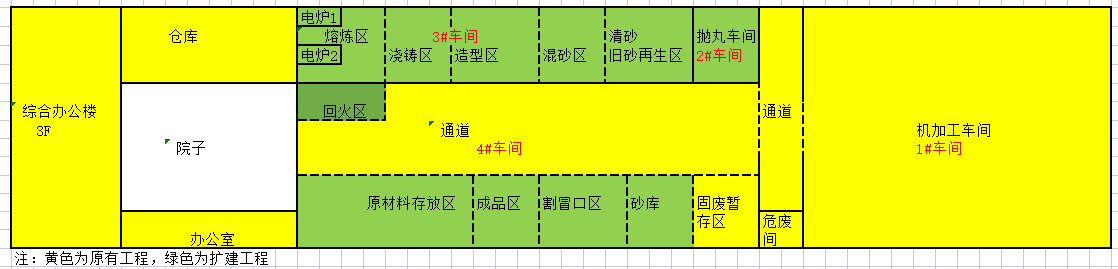 电炉1
仓库
熔炼区
3#车间
清砂
抛丸车间
电炉2
浇铸区
造型区
混砂区
旧砂再生区
2#车间
综合办公楼
3F
回火区
通道
通道
机加工车间
院子
4#车间
1#车间
原材料存放区
成品区
割冒口区
砂库
固废暂
存区
危废
间
办公室
注：黄色为原有工程，绿色为扩建工程